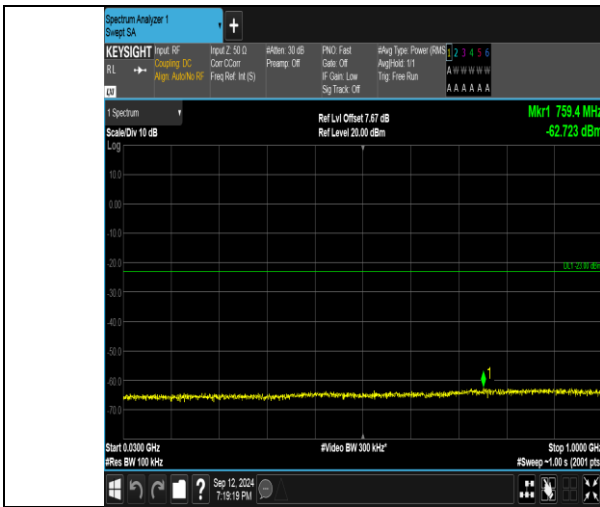 Spectrum Analyzer 1
Swept SA
+
KEYSIGHT Input: RF Input Z: 50 Ω #Atten: 30 dB PNO: Fast #Avg Type: Power (RMS 1 2 3 4 5 6
RL Coupling: DC Corr CCorr Preamp: Off Gate: Off Avg|Hold: 1/1 A W W W W W
Align: Auto/No RF Freq Ref: Int (S) IF Gain: Low Trig: Free Run
LXI Sig Track: Off A A A A A A
1 Spectrum Ref Lvl Offset 7.67 dB Mkr1 759.4 MHz
Scale/Div 10 dB Ref Level 20.00 dBm -62.723 dBm
Log
10.0
0.00
-10.0
-20.0
DL1 -23.00 dBm
-30.0
-40.0
-50.0
1
-60.0
-70.0
Start 0.0300 GHz #Video BW 300 kHz* Stop 1.0000 GHz
#Res BW 100 kHz #Sweep ~1.00 s (2001 pts
? Sep 12, 2024
7:19:19 PM